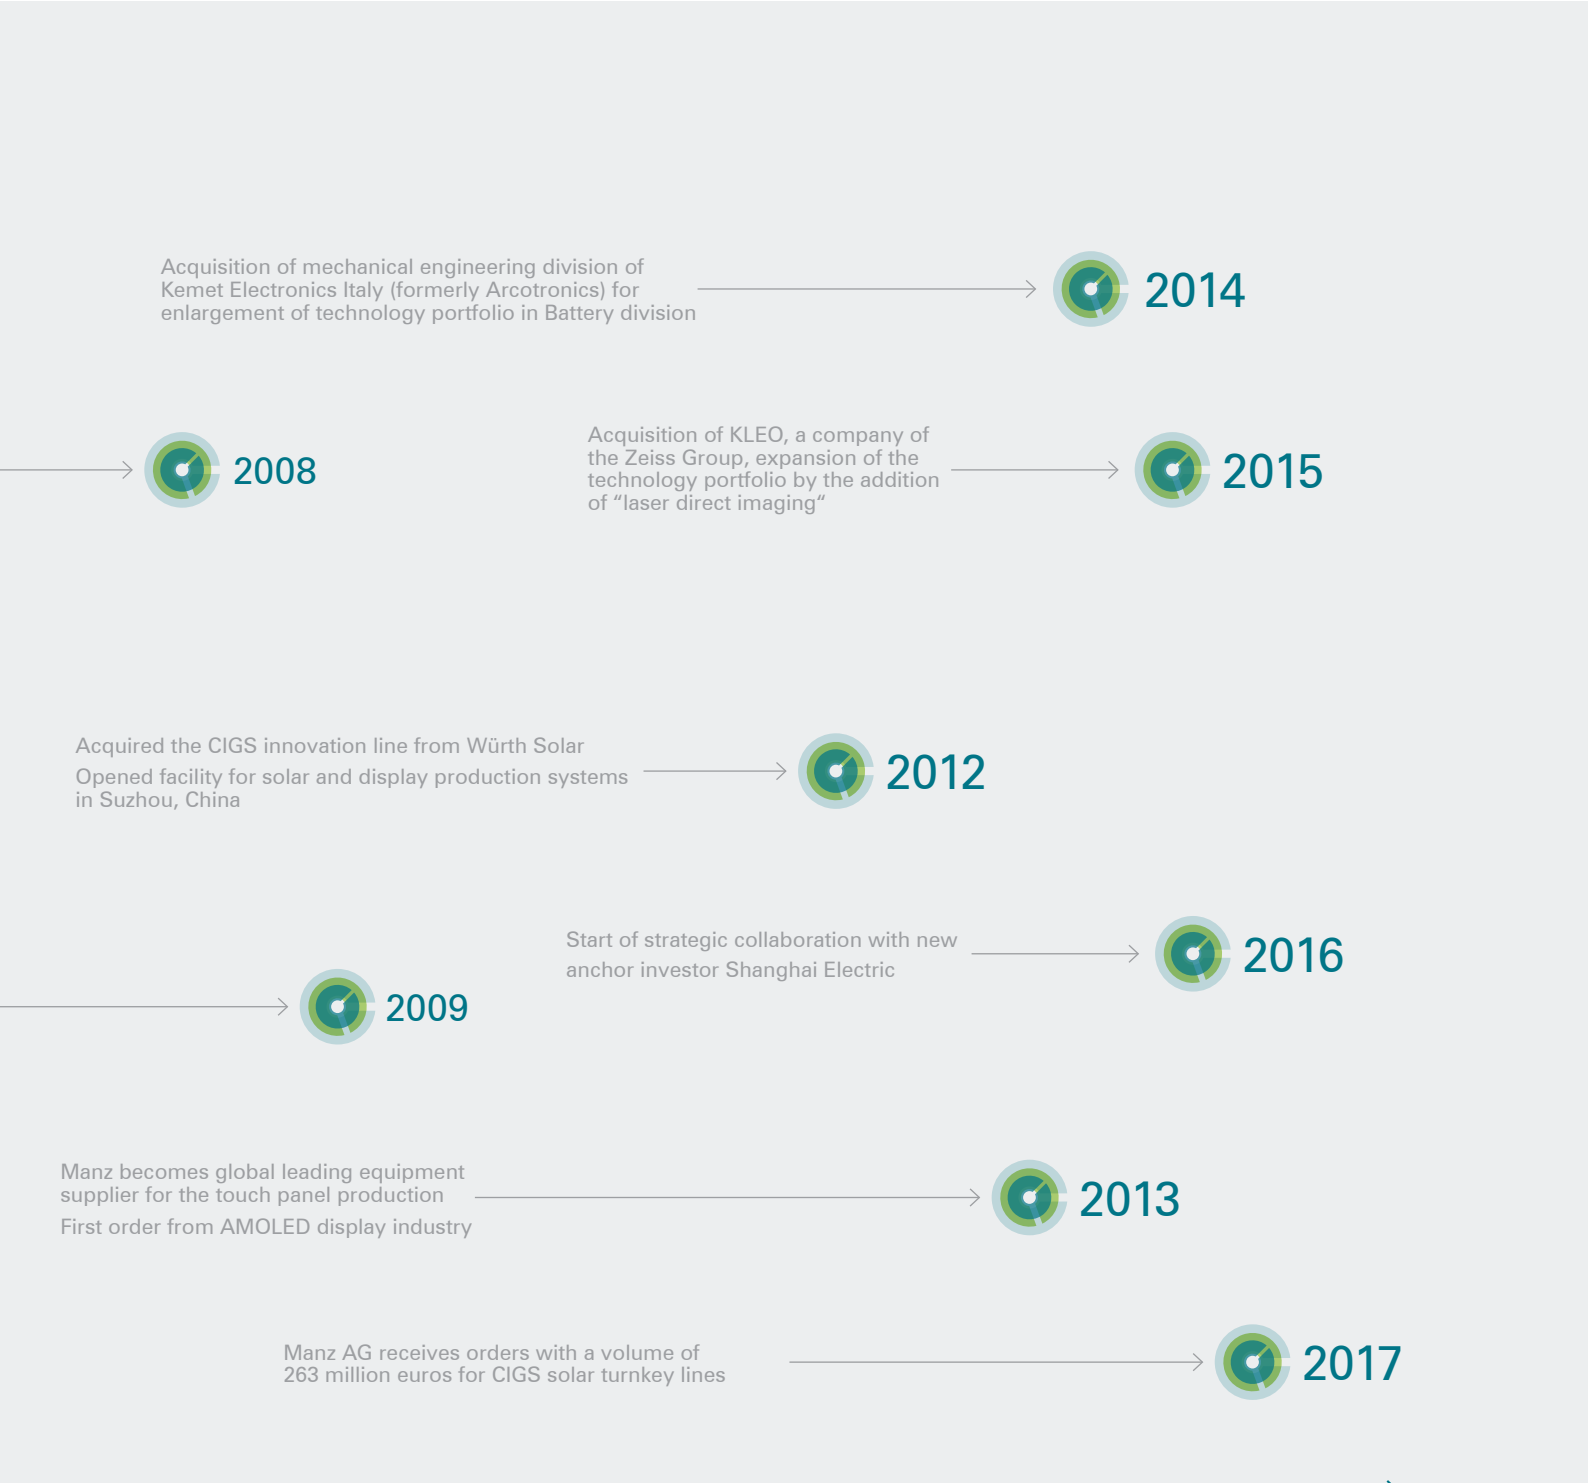 Acquisition of mechanical engineering division of
Kemet Electronics Italy (formerly Arcotronics) for
enlargement of technology portfolio in Battery division
2014
2008
Acquisition of KLEO, a company of
the Zeiss Group, expansion of the
technology portfolio by the addition
of “laser direct imaging“
2015
Acquired the CIGS innovation line from Würth Solar
Opened facility for solar and display production systems
in Suzhou, China
2012
Start of strategic collaboration with new
anchor investor Shanghai Electric
2016
2009
Manz becomes global leading equipment
supplier for the touch panel production
First order from AMOLED display industry
2013
Manz AG receives orders with a volume of
263 million euros for CIGS solar turnkey lines
2017